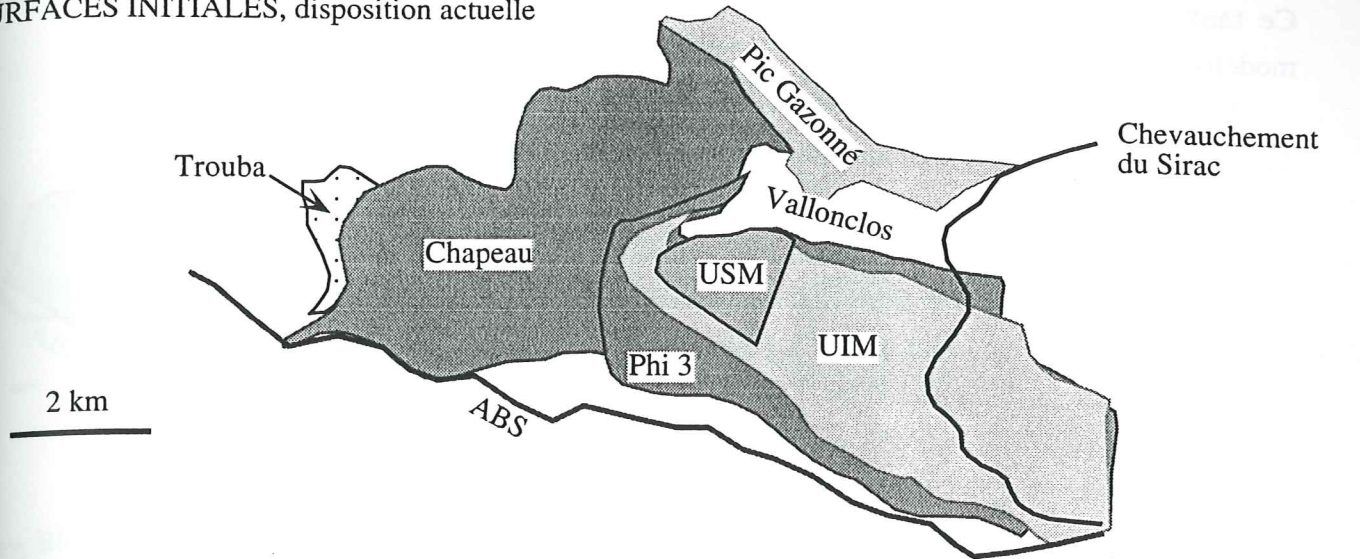 RFACES INITIALES, disposition actuelle
Pic Gazonné
Chevauchement
du Sirac
Trouba
Vallonclos
Chapeau
USM
UIM
Phi 3
2 km
ABS